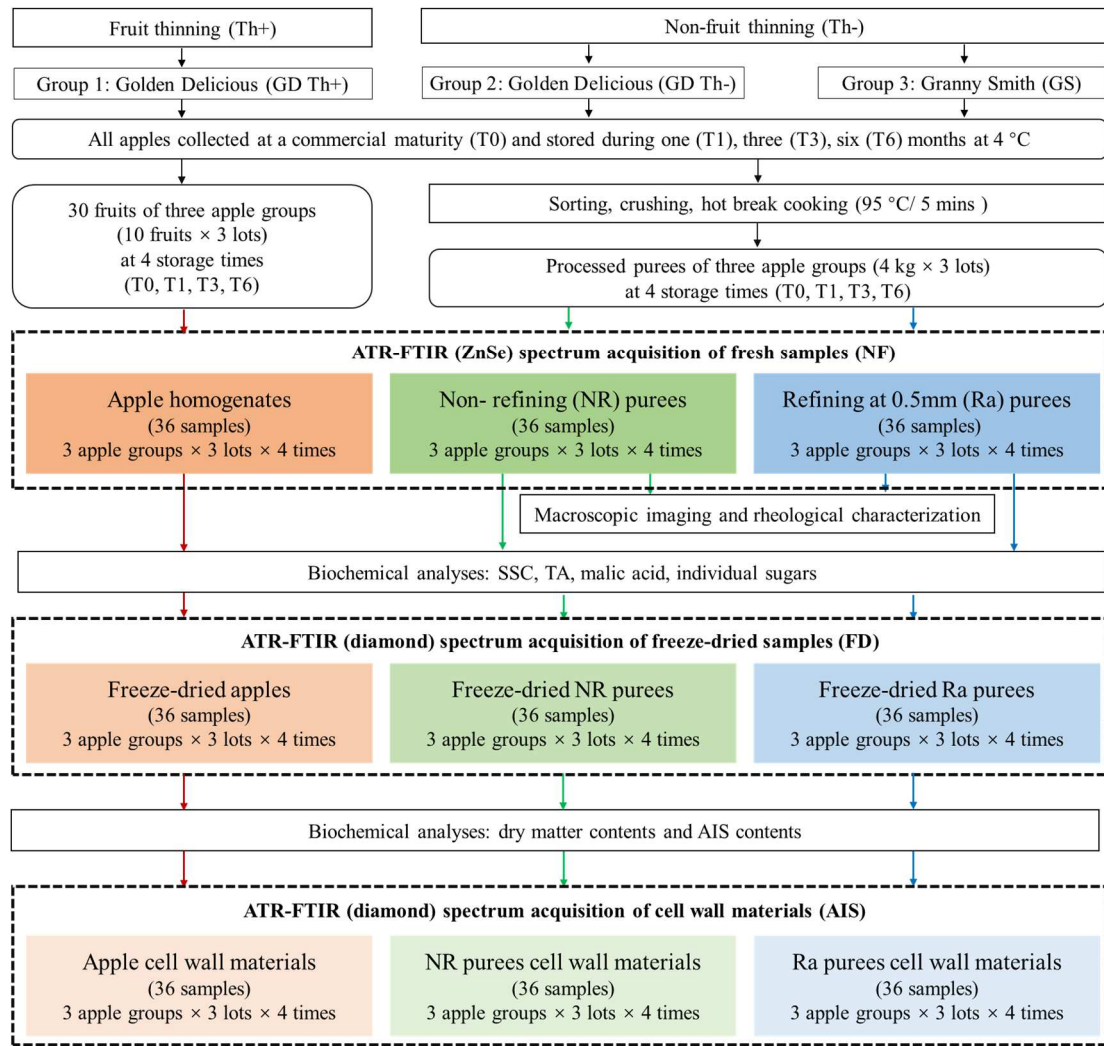 Fruit thinning (Th+)
Non-fruit thinning (Th-)
Group 1: Golden Delicious (GD Th+)
Group 2: Golden Delicious (GD Th-)
Group 3: Granny Smith (GS)
All apples collected at a commercial maturity (T0) and stored during one (T1), three (T3), six (T6) months at 4 °C
30 fruits of three apple groups
(10 fruits × 3 lots)
at 4 storage times
(T0, T1, T3, T6)
Sorting, crushing, hot break cooking (95 °C/ 5 mins )
Processed purees of three apple groups (4 kg × 3 lots)
at 4 storage times (T0, T1, T3, T6)
ATR-FTIR (ZnSe) spectrum acquisition of fresh samples (NF)
Apple homogenates
(36 samples)
3 apple groups × 3 lots × 4 times
Non- refining (NR) purees
(36 samples)
3 apple groups × 3 lots × 4 times
Refining at 0.5mm (Ra) purees
(36 samples)
3 apple groups × 3 lots × 4 times
Macroscopic imaging and rheological characterization
Biochemical analyses: SSC, TA, malic acid, individual sugars
ATR-FTIR (diamond) spectrum acquisition of freeze-dried samples (FD)
Freeze-dried apples
(36 samples)
3 apple groups × 3 lots × 4 times
Freeze-dried NR purees
(36 samples)
3 apple groups × 3 lots × 4 times
Freeze-dried Ra purees
(36 samples)
3 apple groups × 3 lots × 4 times
Biochemical analyses: dry matter contents and AIS contents
ATR-FTIR (diamond) spectrum acquisition of cell wall materials (AIS)
Apple cell wall materials
(36 samples)
3 apple groups × 3 lots × 4 times
NR purees cell wall materials
(36 samples)
3 apple groups × 3 lots × 4 times
Ra purees cell wall materials
(36 samples)
3 apple groups × 3 lots × 4 times